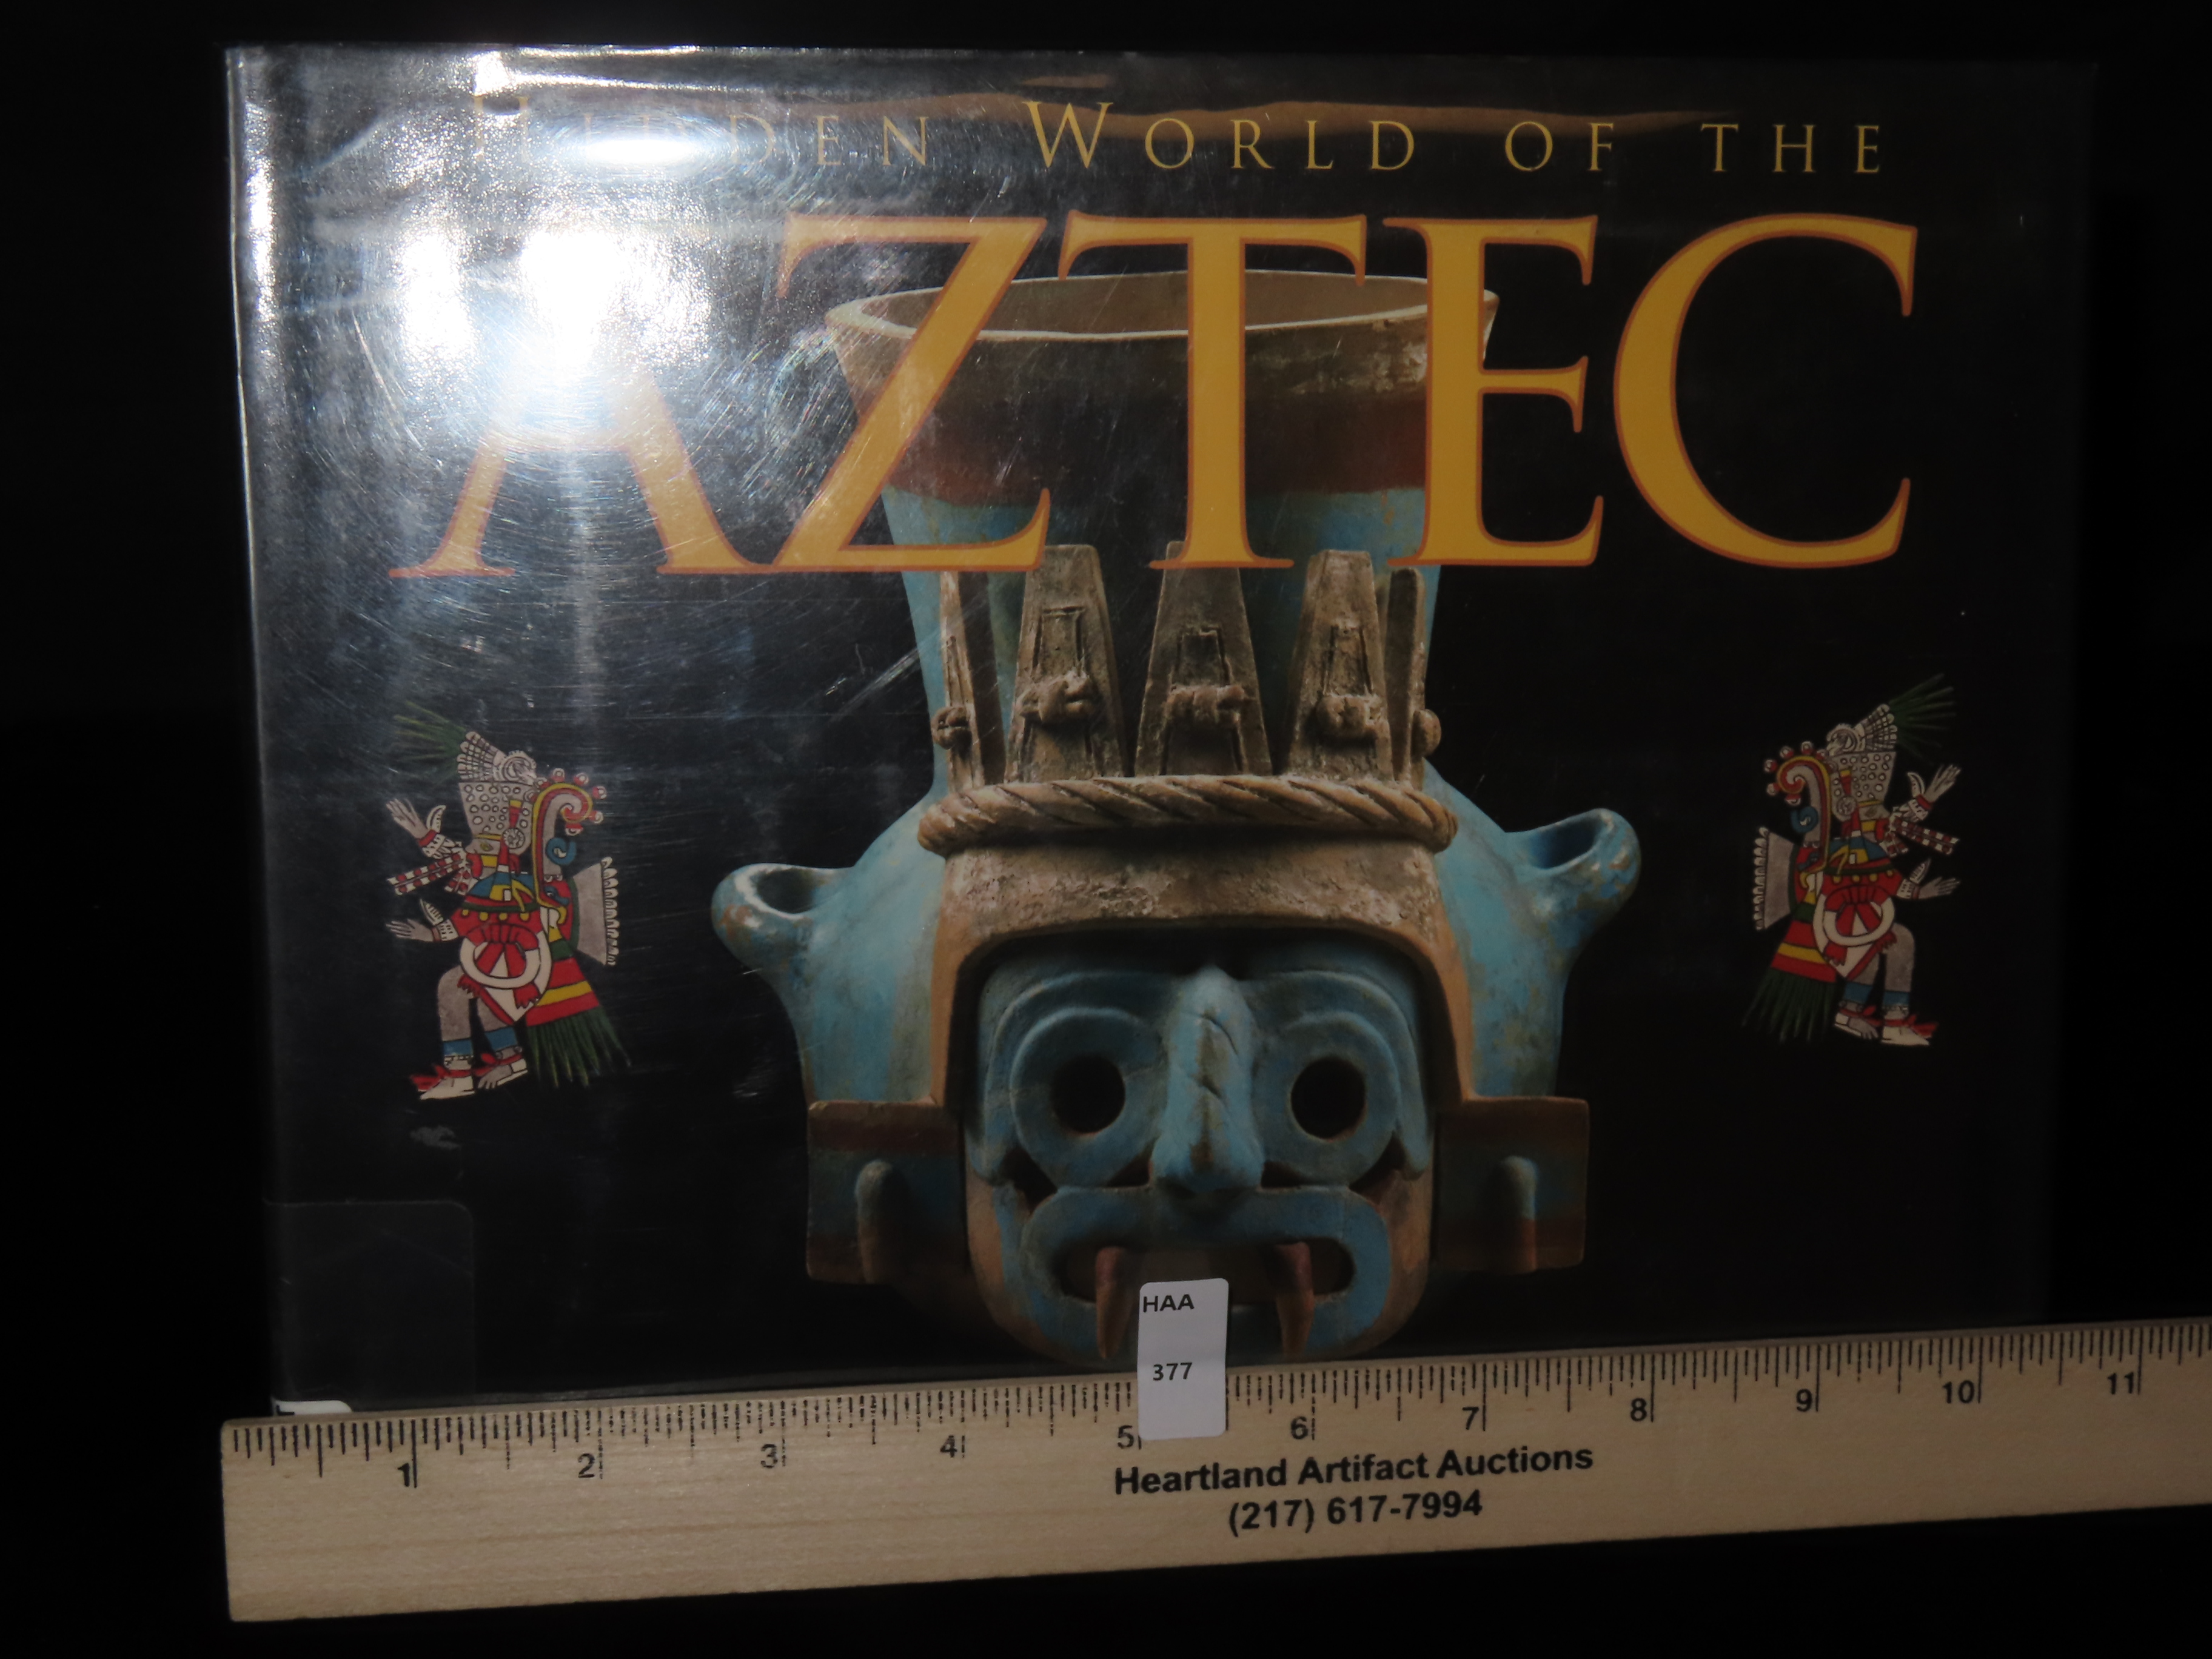 HIDDEN WORLD OF THE
AZTEC
HAA
377
1 2 3 4 5 6 7 8 9 10 11
Heartland Artifact Auctions
(217) 617-7994